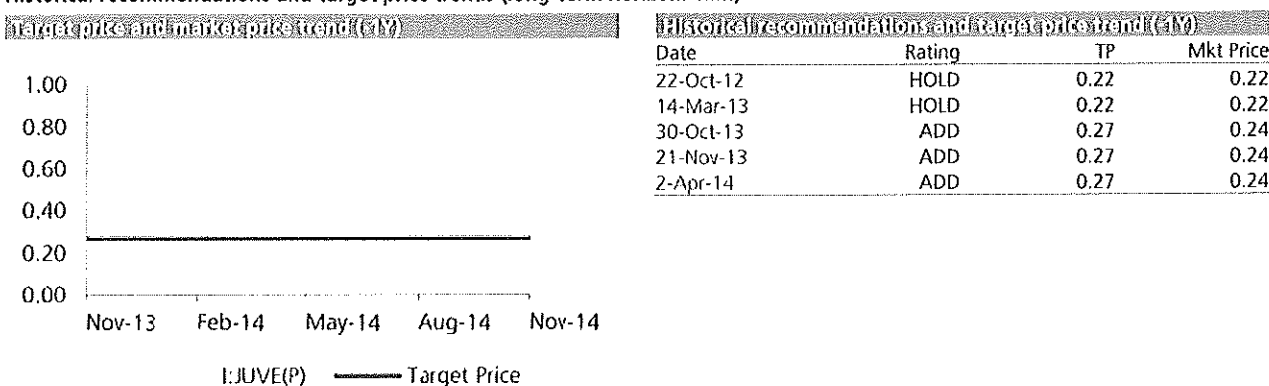 Target price and market price trend (-1Y)
1.00
0.80
0.60
0.40
0.20
0.00
Nov-13 Feb-14 May-14 Aug-14 Nov-14
I:JUVE(P) Target Price
Historical recommendations and target price trend (-1Y)
Date Rating TP Mkt Price
22-Oct-12 HOLD 0.22 0.22
14-Mar-13 HOLD 0.22 0.22
30-Oct-13 ADD 0.27 0.24
21-Nov-13 ADD 0.27 0.24
2-Apr-14 ADD 0.27 0.24